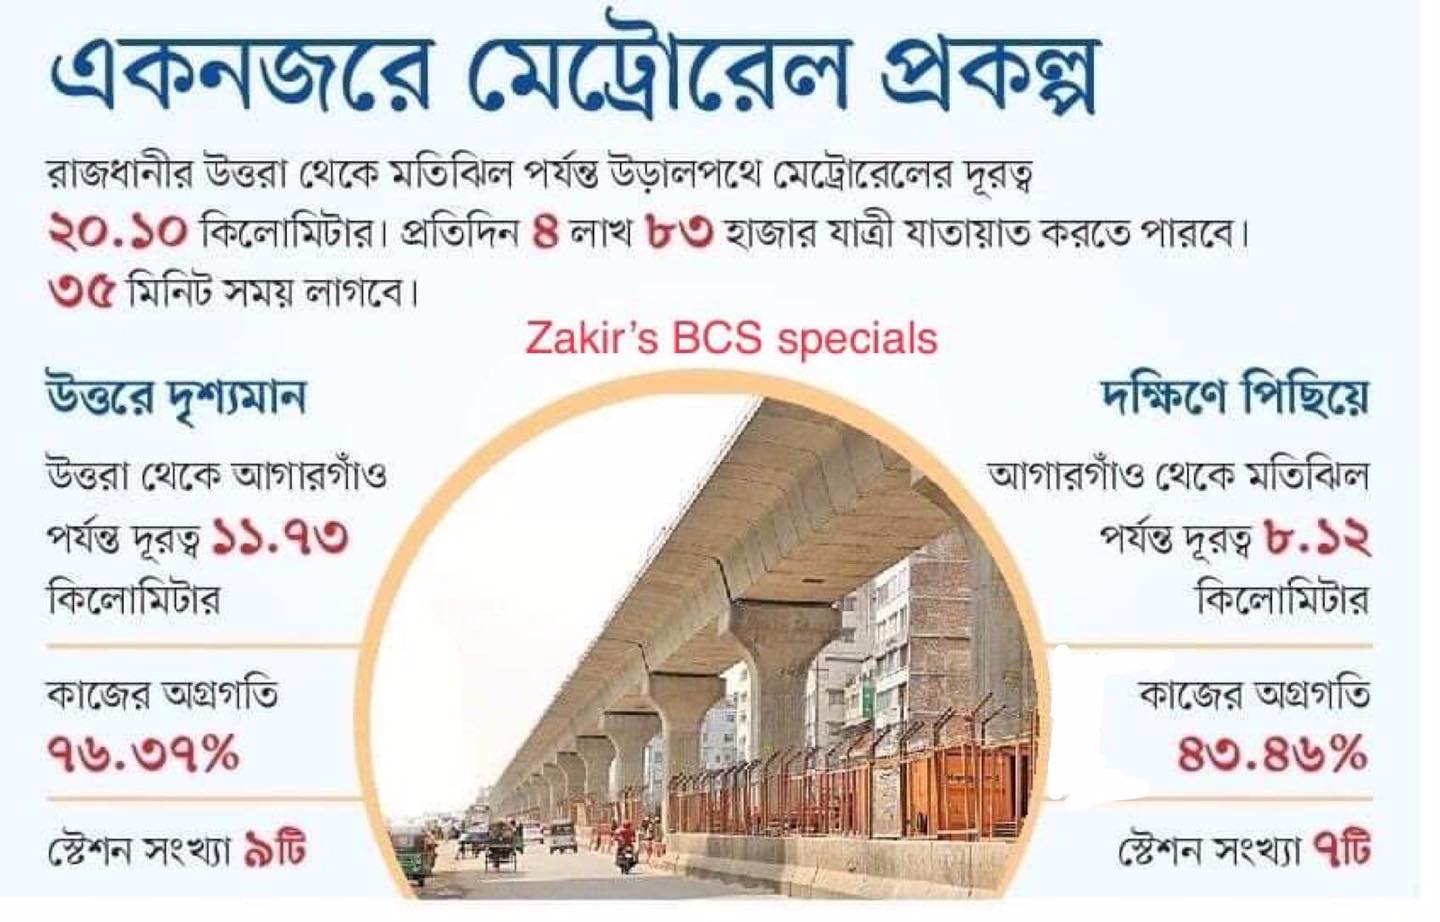 একনজরে মেট্রোরেল প্রকল্প
রাজধানীর উত্তরা থেকে মতিঝিল পর্যন্ত উড়ালপথে মেট্রোরেলের দূরত্ব
২০.১০ কিলোমিটার। প্রতিদিন ৪ লাখ ৮৩ হাজার যাত্রী যাতায়াত করতে পারবে।
৩৫ মিনিট সময় লাগবে।
Zakir's BCS specials
উত্তরে দৃশ্যমান
উত্তরা থেকে আগারগাঁও
পর্যন্ত দূরত্ব ১১.৭৩
কিলোমিটার
কাজের অগ্রগতি
৭৬.৩৭%
স্টেশন সংখ্যা ৯টি
দক্ষিণে পিছিয়ে
আগারগাঁও থেকে মতিঝিল
পর্যন্ত দূরত্ব ৮.১২
কিলোমিটার
কাজের অগ্রগতি
৪৩.৪৬%
স্টেশন সংখ্যা ৭টি